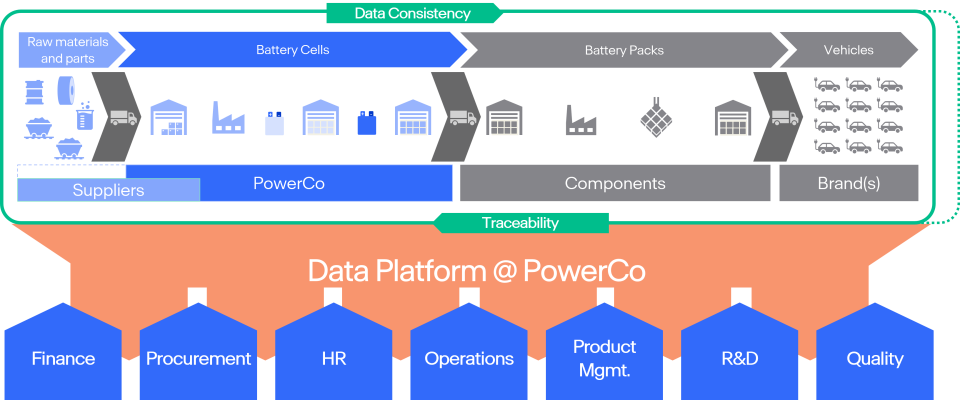 Data Consistency
Raw materials
and parts
Battery Cells
Battery Packs
Vehicles
Suppliers
PowerCo
Components
Brand(s)
Traceability
Data Platform @ PowerCo
Finance
Procurement
HR
Operations
Product
Mgmt.
R&D
Quality